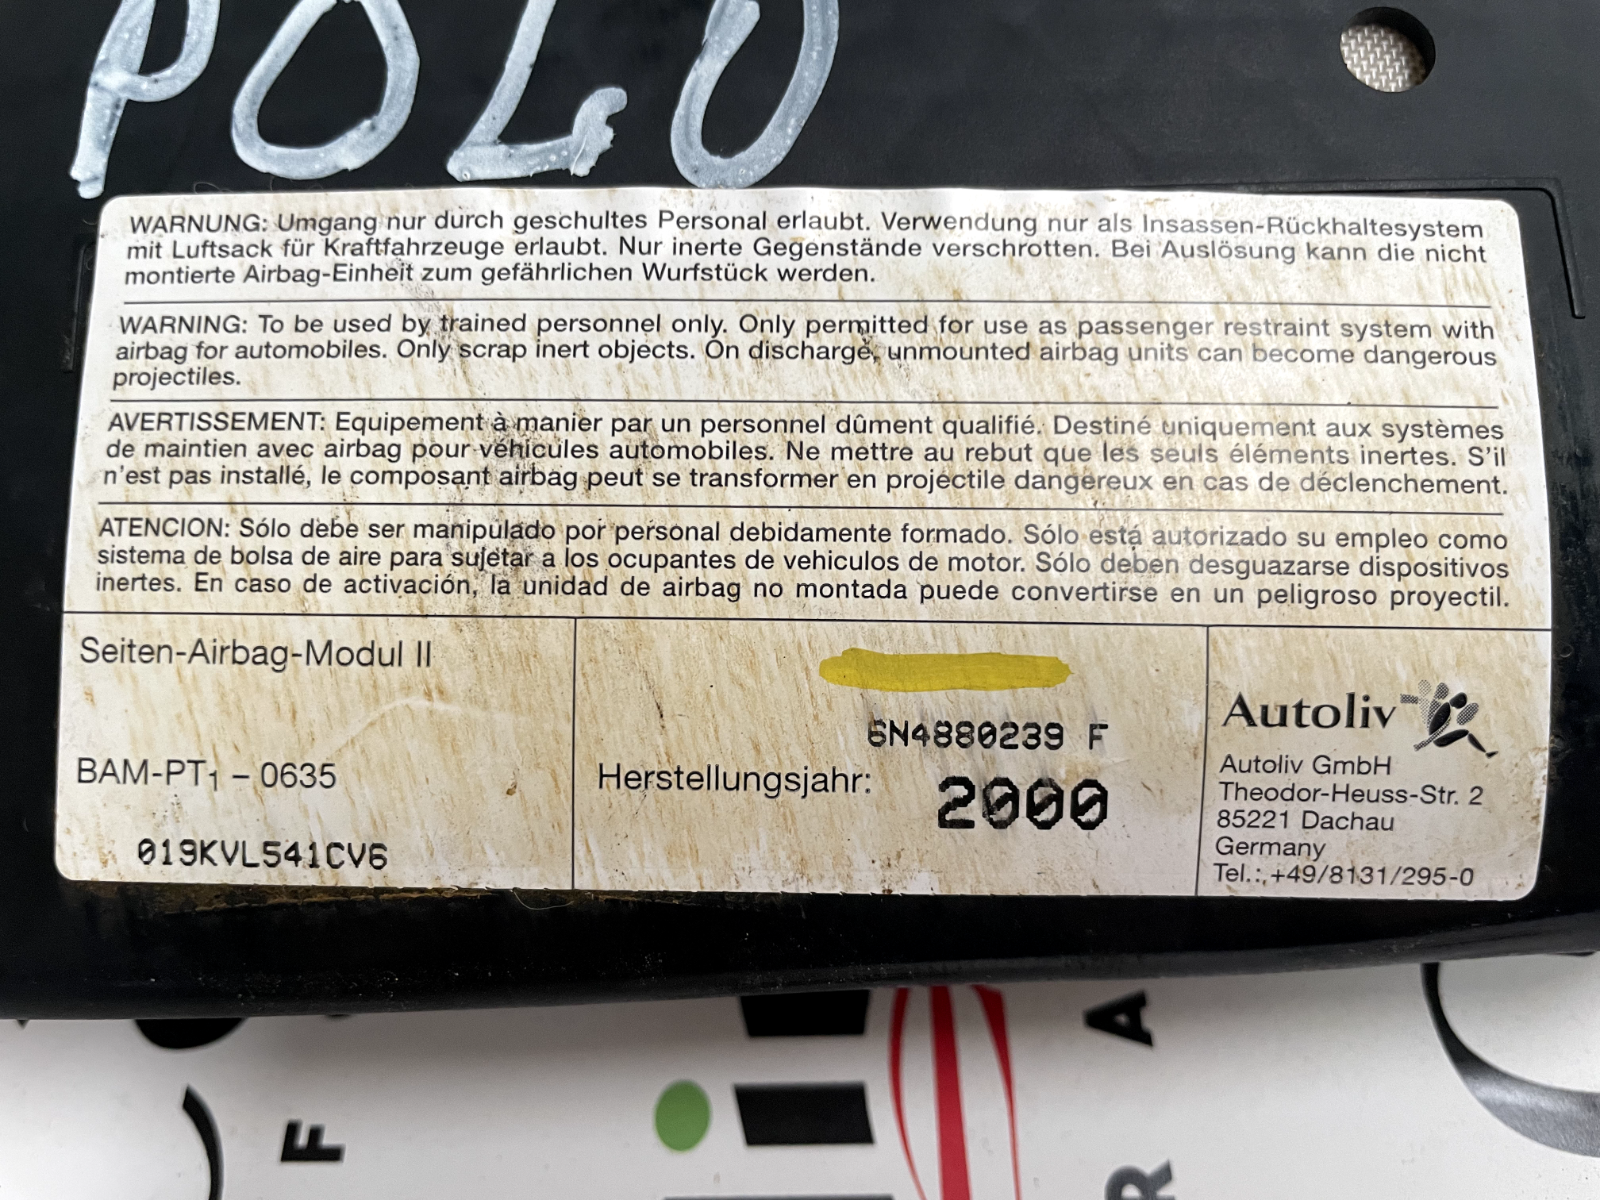 POLO
WARNUNG: Umgang nur durch geschultes Personal erlaubt. Verwendung nur als Insassen-Rückhaltesystem
mit Luftsack für Kraftfahrzeuge erlaubt. Nur inerte Gegenstände verschrotten. Bei Auslösung kann die nicht
montierte Airbag-Einheit zum gefährlichen Wurfstück werden.
WARNING: To be used by trained personnel only. Only permitted for use as passenger restraint system with
airbag for automobiles. Only scrap inert objects. On discharge, unmounted airbag units can become dangerous
projectiles.
AVERTISSEMENT: Equipement à manier par un personnel dûment qualifié. Destiné uniquement aux systèmes
de maintien avec airbag pour véhicules automobiles. Ne mettre au rebut que les seuls éléments inertes. S'il
n'est pas installé, le composant airbag peut se transformer en projectile dangereux en cas de déclenchement.
ATENCION: Sólo debe ser manipulado por personal debidamente formado. Sólo está autorizado su empleo como
sistema de bolsa de aire para sujetar a los ocupantes de vehiculos de motor. Sólo deben desguazarse dispositivos
inertes. En caso de activación, la unidad de airbag no montada puede convertirse en un peligroso proyectil.
Seiten-Airbag-Modul II
BAM-PT1 – 0635
019KVL541CV6
6N4880239 F
Herstellungsjahr: 2000
Autoliv
Autoliv GmbH
Theodor-Heuss-Str. 2
85221 Dachau
Germany
Tel.: +49/8131/295-0
A
F
R